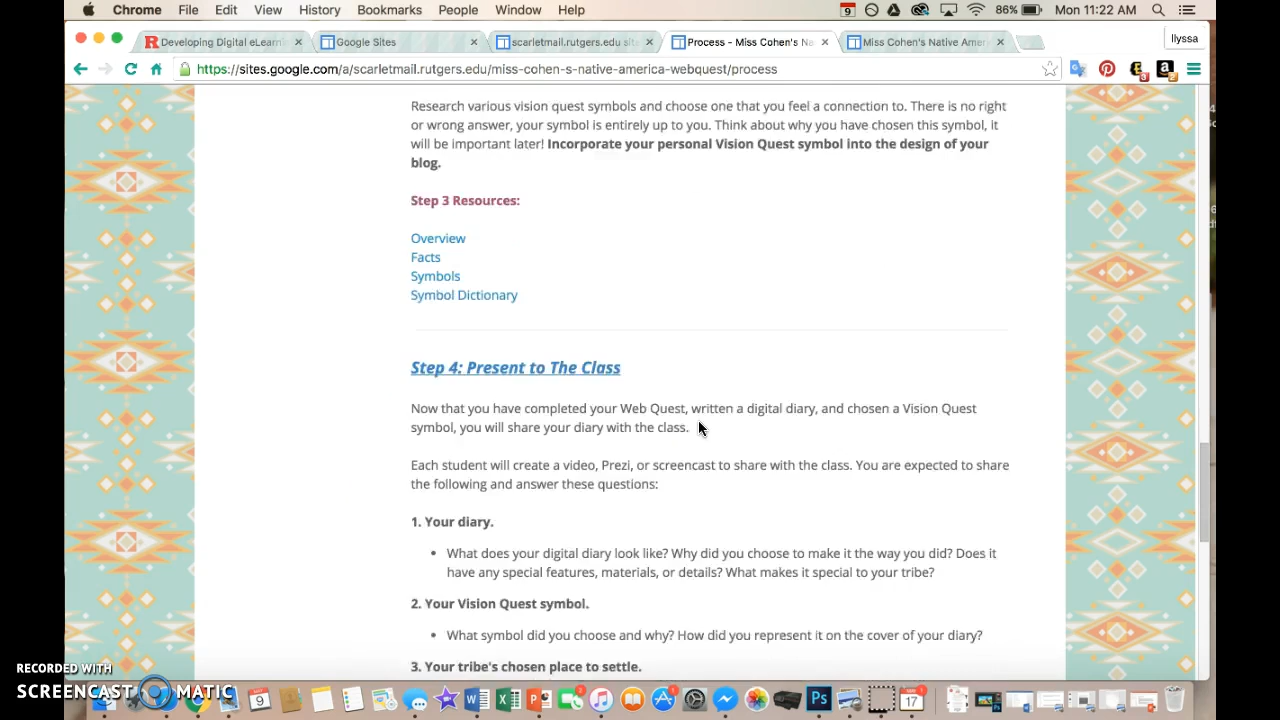 Chrome File Edit View History Bookmarks People Window Help 9 86% Mon 11:22 AM
Developing Digital eLearni Google Sites scarletmail.rutgers.edu site Process - Miss Cohen's Na Miss Cohen's Native Amer Ilyssa
https://sites.google.com/a/scarletmail.rutgers.edu/miss-cohen-s-native-america-webquest/process
Research various vision quest symbols and choose one that you feel a connection to. There is no right
or wrong answer, your symbol is entirely up to you. Think about why you have chosen this symbol, it
will be important later! Incorporate your personal Vision Quest symbol into the design of your
blog.
Step 3 Resources:
Overview
Facts
Symbols
Symbol Dictionary
Step 4: Present to The Class
Now that you have completed your Web Quest, written a digital diary, and chosen a Vision Quest
symbol, you will share your diary with the class.
Each student will create a video, Prezi, or screencast to share with the class. You are expected to share
the following and answer these questions:
1. Your diary.
• What does your digital diary look like? Why did you choose to make it the way you did? Does it
have any special features, materials, or details? What makes it special to your tribe?
2. Your Vision Quest symbol.
• What symbol did you choose and why? How did you represent it on the cover of your diary?
3. Your tribe's chosen place to settle.
RECORDED WITH
SCREENCAST MATIC
9 Ps 17